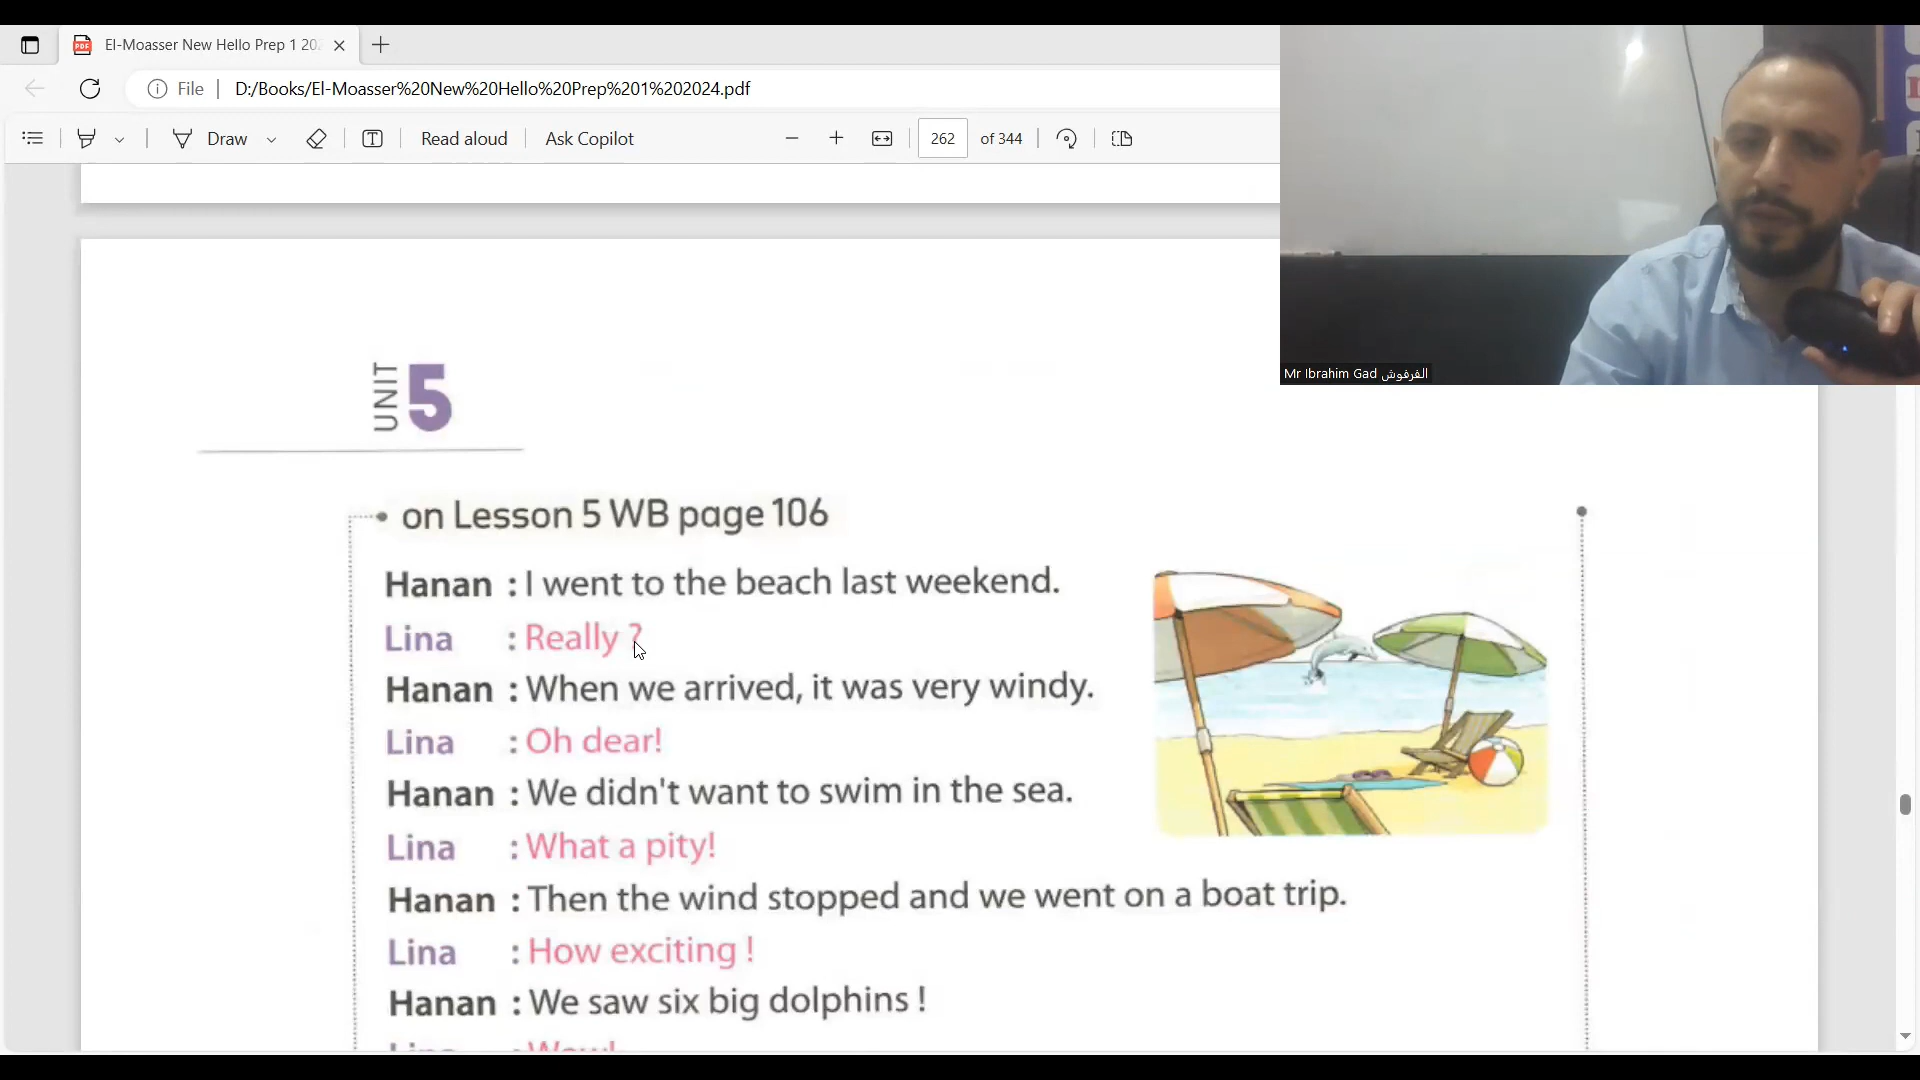 El-Moasser New Hello Prep 1 202
File
D:/Books/El-Moasser%20New%20Hello%20Prep%201%202024.pdf
Draw
Read aloud
Ask Copilot
262 of 344
Mr Ibrahim Gad الفرفوش
UNIT 5
on Lesson 5 WB page 106
Hanan : I went to the beach last weekend.
Lina : Really ?
Hanan : When we arrived, it was very windy.
Lina : Oh dear!
Hanan : We didn't want to swim in the sea.
Lina : What a pity!
Hanan : Then the wind stopped and we went on a boat trip.
Lina : How exciting !
Hanan : We saw six big dolphins !
Lina : Wow!